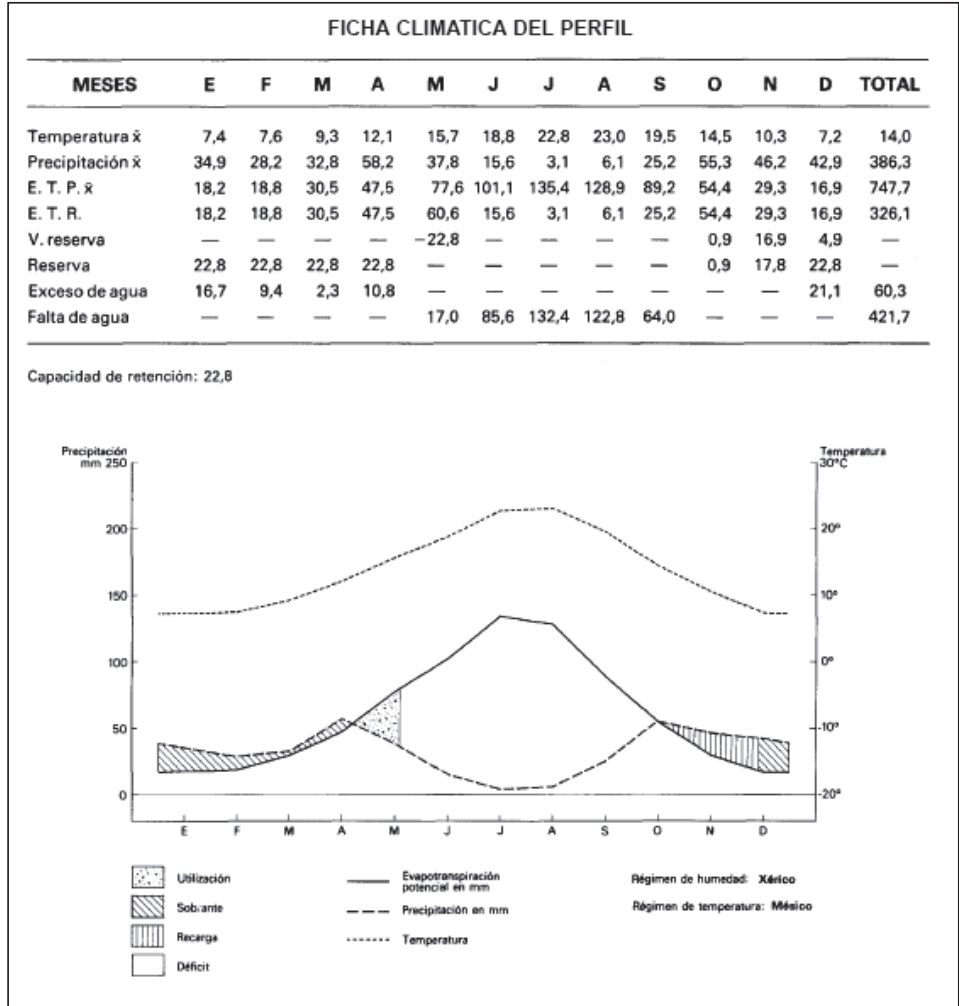 FICHA CLIMATICA DEL PERFIL
MESES E F M A M J J A S O N D TOTAL
Temperatura x̄ 7,4 7,6 9,3 12,1 15,7 18,8 22,8 23,0 19,5 14,5 10,3 7,2 14,0
Precipitación x̄ 34,9 28,2 32,8 58,2 37,8 15,6 3,1 6,1 25,2 55,3 46,2 42,9 386,3
E. T. P. x̄ 18,2 18,8 30,5 47,5 77,6 101,1 135,4 128,9 89,2 54,4 29,3 16,9 747,7
E. T. R. 18,2 18,8 30,5 47,5 60,6 15,6 3,1 6,1 25,2 54,4 29,3 16,9 326,1
V. reserva — — — — −22,8 — — — — 0,9 16,9 4,9 —
Reserva 22,8 22,8 22,8 22,8 — — — — — 0,9 17,8 22,8 —
Exceso de agua 16,7 9,4 2,3 10,8 — — — — — — — 21,1 60,3
Falta de agua — — — — 17,0 85,6 132,4 122,8 64,0 — — — 421,7
Capacidad de retención: 22,8
Precipitación Temperatura
mm 250 30°C
200 20°
150 10°
100 0°
50 -10°
0 -20°
E F M A M J J A S O N D
Utilización
Sobrante
Recarga
Déficit
Evapotranspiración
potencial en mm
Precipitación en mm
Temperatura
Régimen de humedad: Xérico
Régimen de temperatura: Mésico